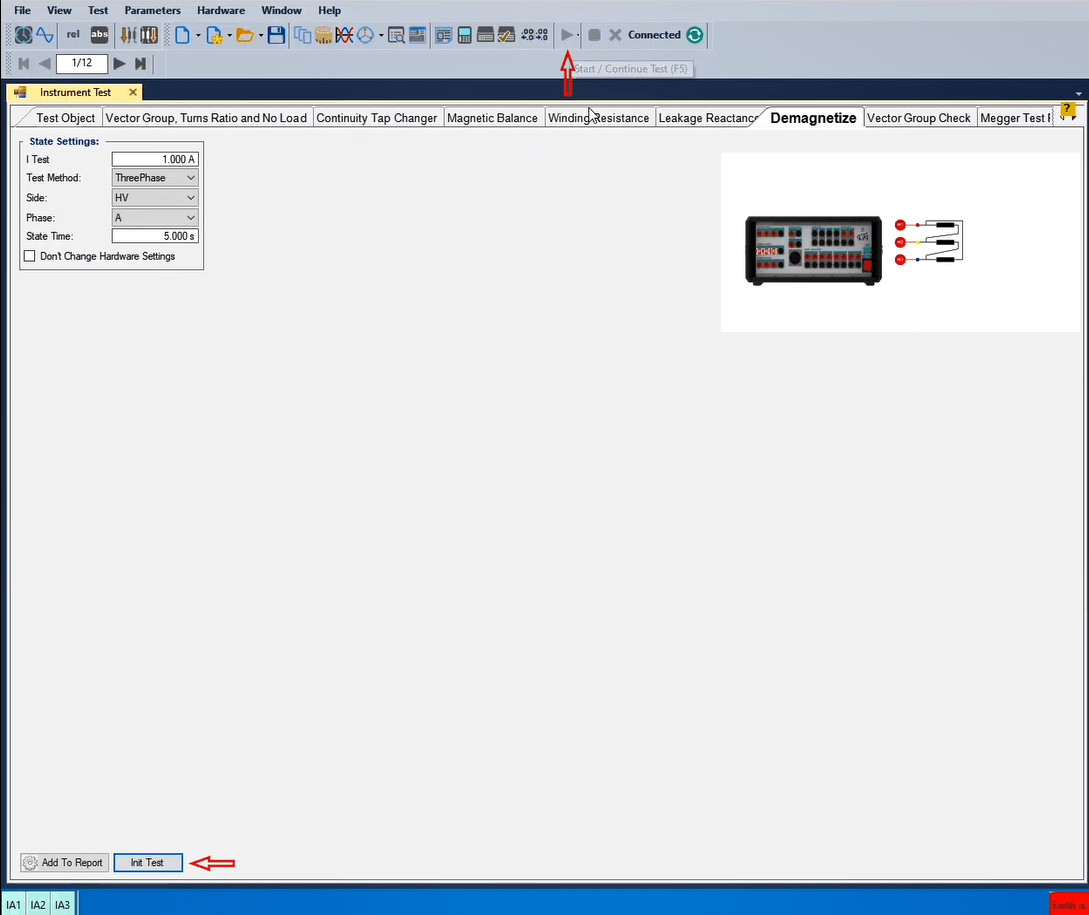 File View Test Parameters Hardware Window Help
rel abs Connected
1/12
Start / Continue Test (F5)
Instrument Test
?
Test Object Vector Group, Turns Ratio and No Load Continuity Tap Changer Magnetic Balance Winding Resistance Leakage Reactance Demagnetize Vector Group Check Megger Test
State Settings:
I Test 1.000 A
Test Method: ThreePhase
Side: HV
Phase: A
State Time: 5.000 s
Don't Change Hardware Settings
Add To Report Init Test
IA1 IA2 IA3 Earth is